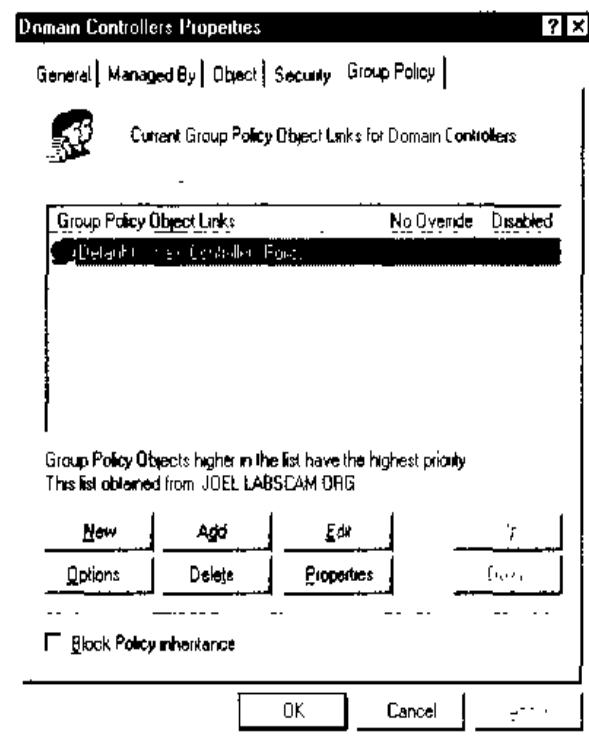 Domain Controllers Properties ? X
General Managed By Object Security Group Policy
Current Group Policy Object Links for Domain Controllers
Group Policy Object Links No Override Disabled
Default Controller
Group Policy Objects higher in the list have the highest priority
This list obtained from JOEL LABSCAM ORG
New Add Edit
Options Delete Properties
Block Policy inheritance
OK Cancel